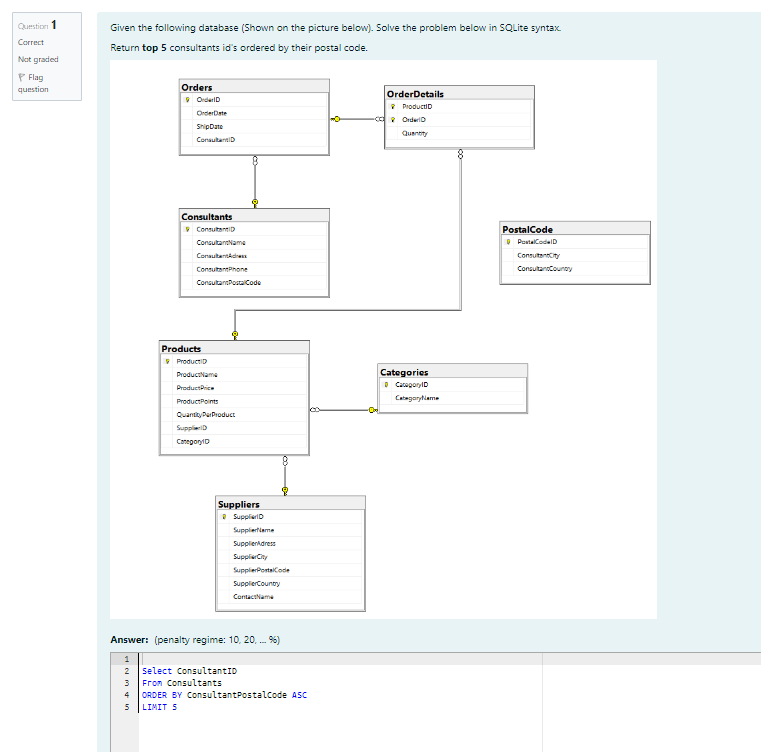 Question 1
Correct
Not graded
Flag
question
Given the following database (Shown on the picture below). Solve the problem below in SQLite syntax.
Return top 5 consultants id's ordered by their postal code.
Orders
OrderID
OrderDate
ShipDate
ConsultantID
OrderDetails
ProductID
OrderID
Quantity
Consultants
ConsultantID
ConsultantName
ConsultantAdress
ConsultantPhone
ConsultantPostalCode
PostalCode
PostalCodeID
ConsultantCity
ConsultantCountry
Products
ProductID
ProductName
ProductPrice
ProductPoints
QuantityPerProduct
SupplierID
CategoryID
Categories
CategoryID
CategoryName
Suppliers
SupplierID
SupplierName
SupplierAdress
SupplierCity
SupplierPostalCode
SupplierCountry
ContactName
Answer: (penalty regime: 10, 20, ... %)
1
2 Select ConsultantID
3 From Consultants
4 ORDER BY ConsultantPostalCode ASC
5 LIMIT 5